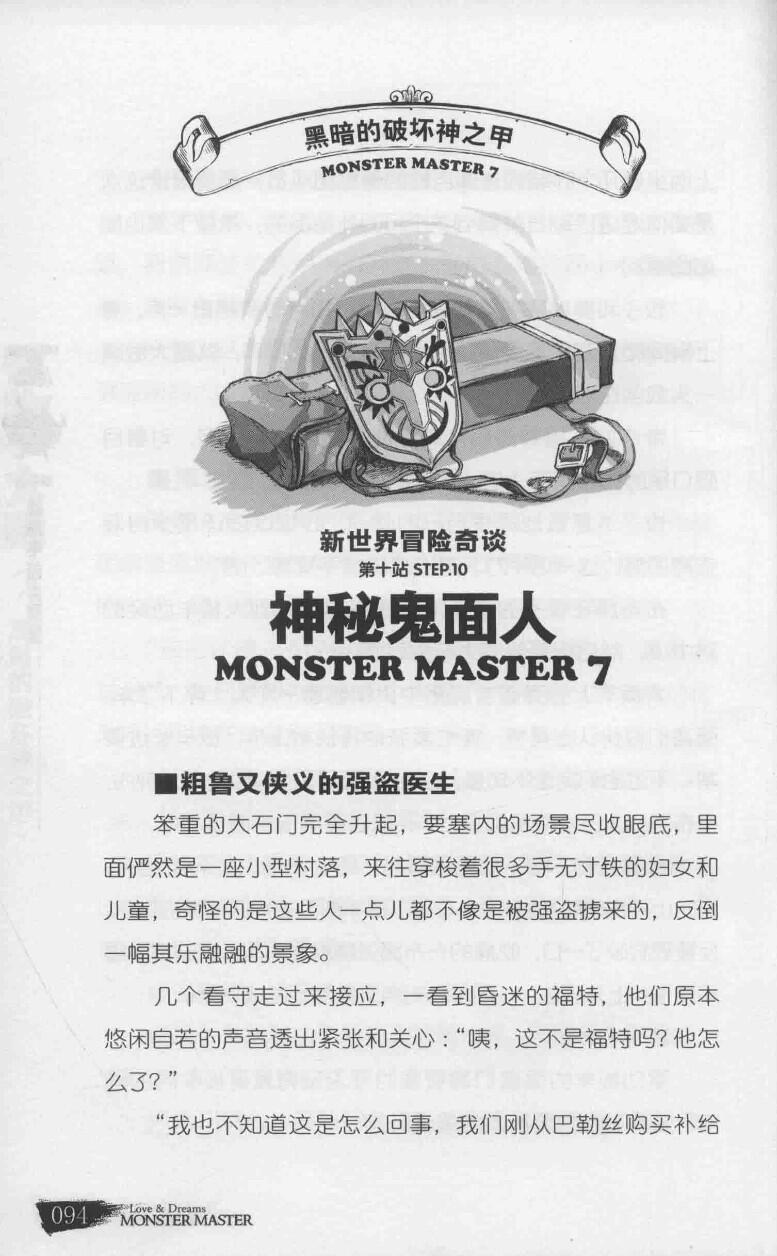 黑暗的破坏神之甲
MONSTER MASTER 7
新世界冒险奇谈
第十站 STEP.10
神秘鬼面人
MONSTER MASTER 7
■粗鲁又侠义的强盗医生
笨重的大石门完全升起，要塞内的场景尽收眼底，里
面俨然是一座小型村落，来往穿梭着很多手无寸铁的妇女和
儿童，奇怪的是这些人一点儿都不像是被强盗掳来的，反倒
一幅其乐融融的景象。
几个看守走过来接应，一看到昏迷的福特，他们原本
悠闲自若的声音透出紧张和关心：“咦，这不是福特吗？他怎
么了？”
“我也不知道这是怎么回事，我们刚从巴勒丝购买补给
094 Love & Dreams
MONSTER MASTER